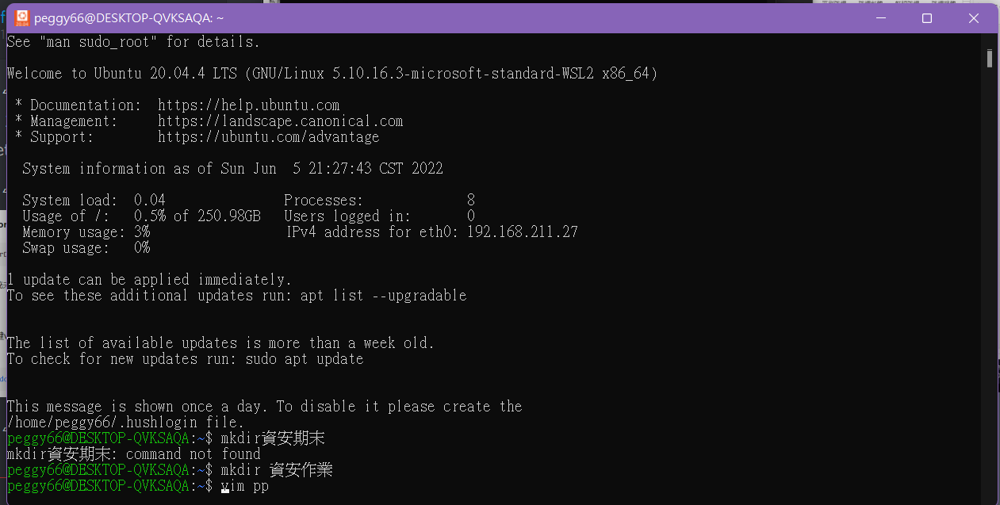 peggy66@DESKTOP-QVKSAQA: ~
See "man sudo_root" for details.
Welcome to Ubuntu 20.04.4 LTS (GNU/Linux 5.10.16.3-microsoft-standard-WSL2 x86_64)
* Documentation:  https://help.ubuntu.com
* Management:     https://landscape.canonical.com
* Support:        https://ubuntu.com/advantage
System information as of Sun Jun  5 21:27:43 CST 2022
System load:  0.04               Processes:             8
Usage of /:   0.5% of 250.98GB   Users logged in:       0
Memory usage: 3%                 IPv4 address for eth0: 192.168.211.27
Swap usage:   0%
1 update can be applied immediately.
To see these additional updates run: apt list --upgradable
The list of available updates is more than a week old.
To check for new updates run: sudo apt update
This message is shown once a day. To disable it please create the
/home/peggy66/.hushlogin file.
peggy66@DESKTOP-QVKSAQA:~$ mkdir資安期末
mkdir資安期末: command not found
peggy66@DESKTOP-QVKSAQA:~$ mkdir 資安作業
peggy66@DESKTOP-QVKSAQA:~$ vim pp